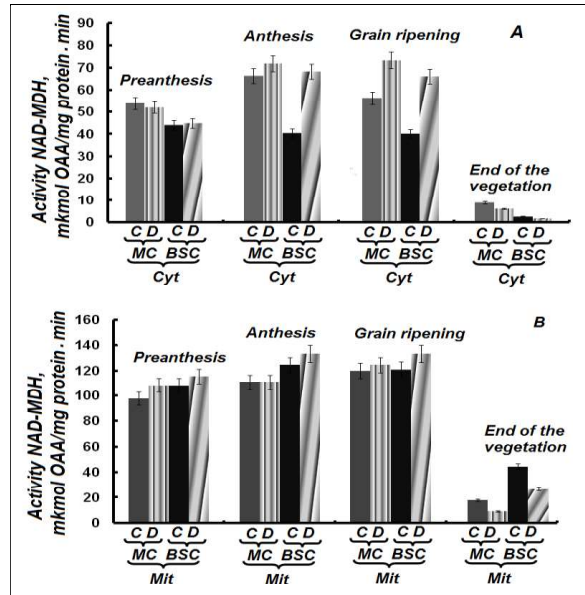 A
Activity NAD-MDH,
mkmol OAA/mg protein . min
90
80
70
60
50
40
30
20
10
0
Preanthesis
Anthesis
Grain ripening
End of the
vegetation
C D C D C D C D C D C D C D C D
MC BSC MC BSC MC BSC MC BSC
Cyt Cyt Cyt Cyt
B
Activity NAD-MDH,
mkmol OAA/mg protein . min
160
140
120
100
80
60
40
20
0
Preanthesis
Anthesis
Grain ripening
End of the
vegetation
C D C D C D C D C D C D C D C D
MC BSC MC BSC MC BSC MC BSC
Mit Mit Mit Mit